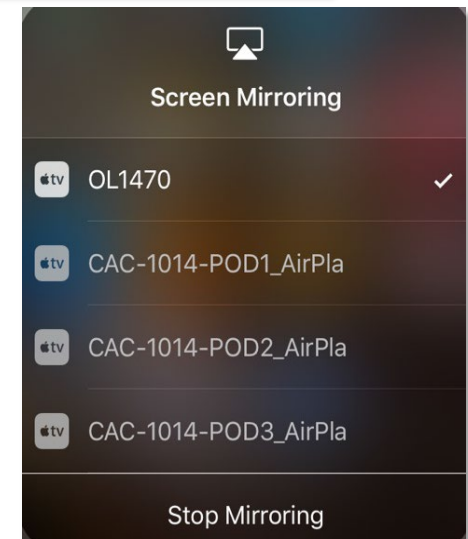 Screen Mirroring
tv OL1470
tv CAC-1014-POD1_AirPla
tv CAC-1014-POD2_AirPla
tv CAC-1014-POD3_AirPla
Stop Mirroring